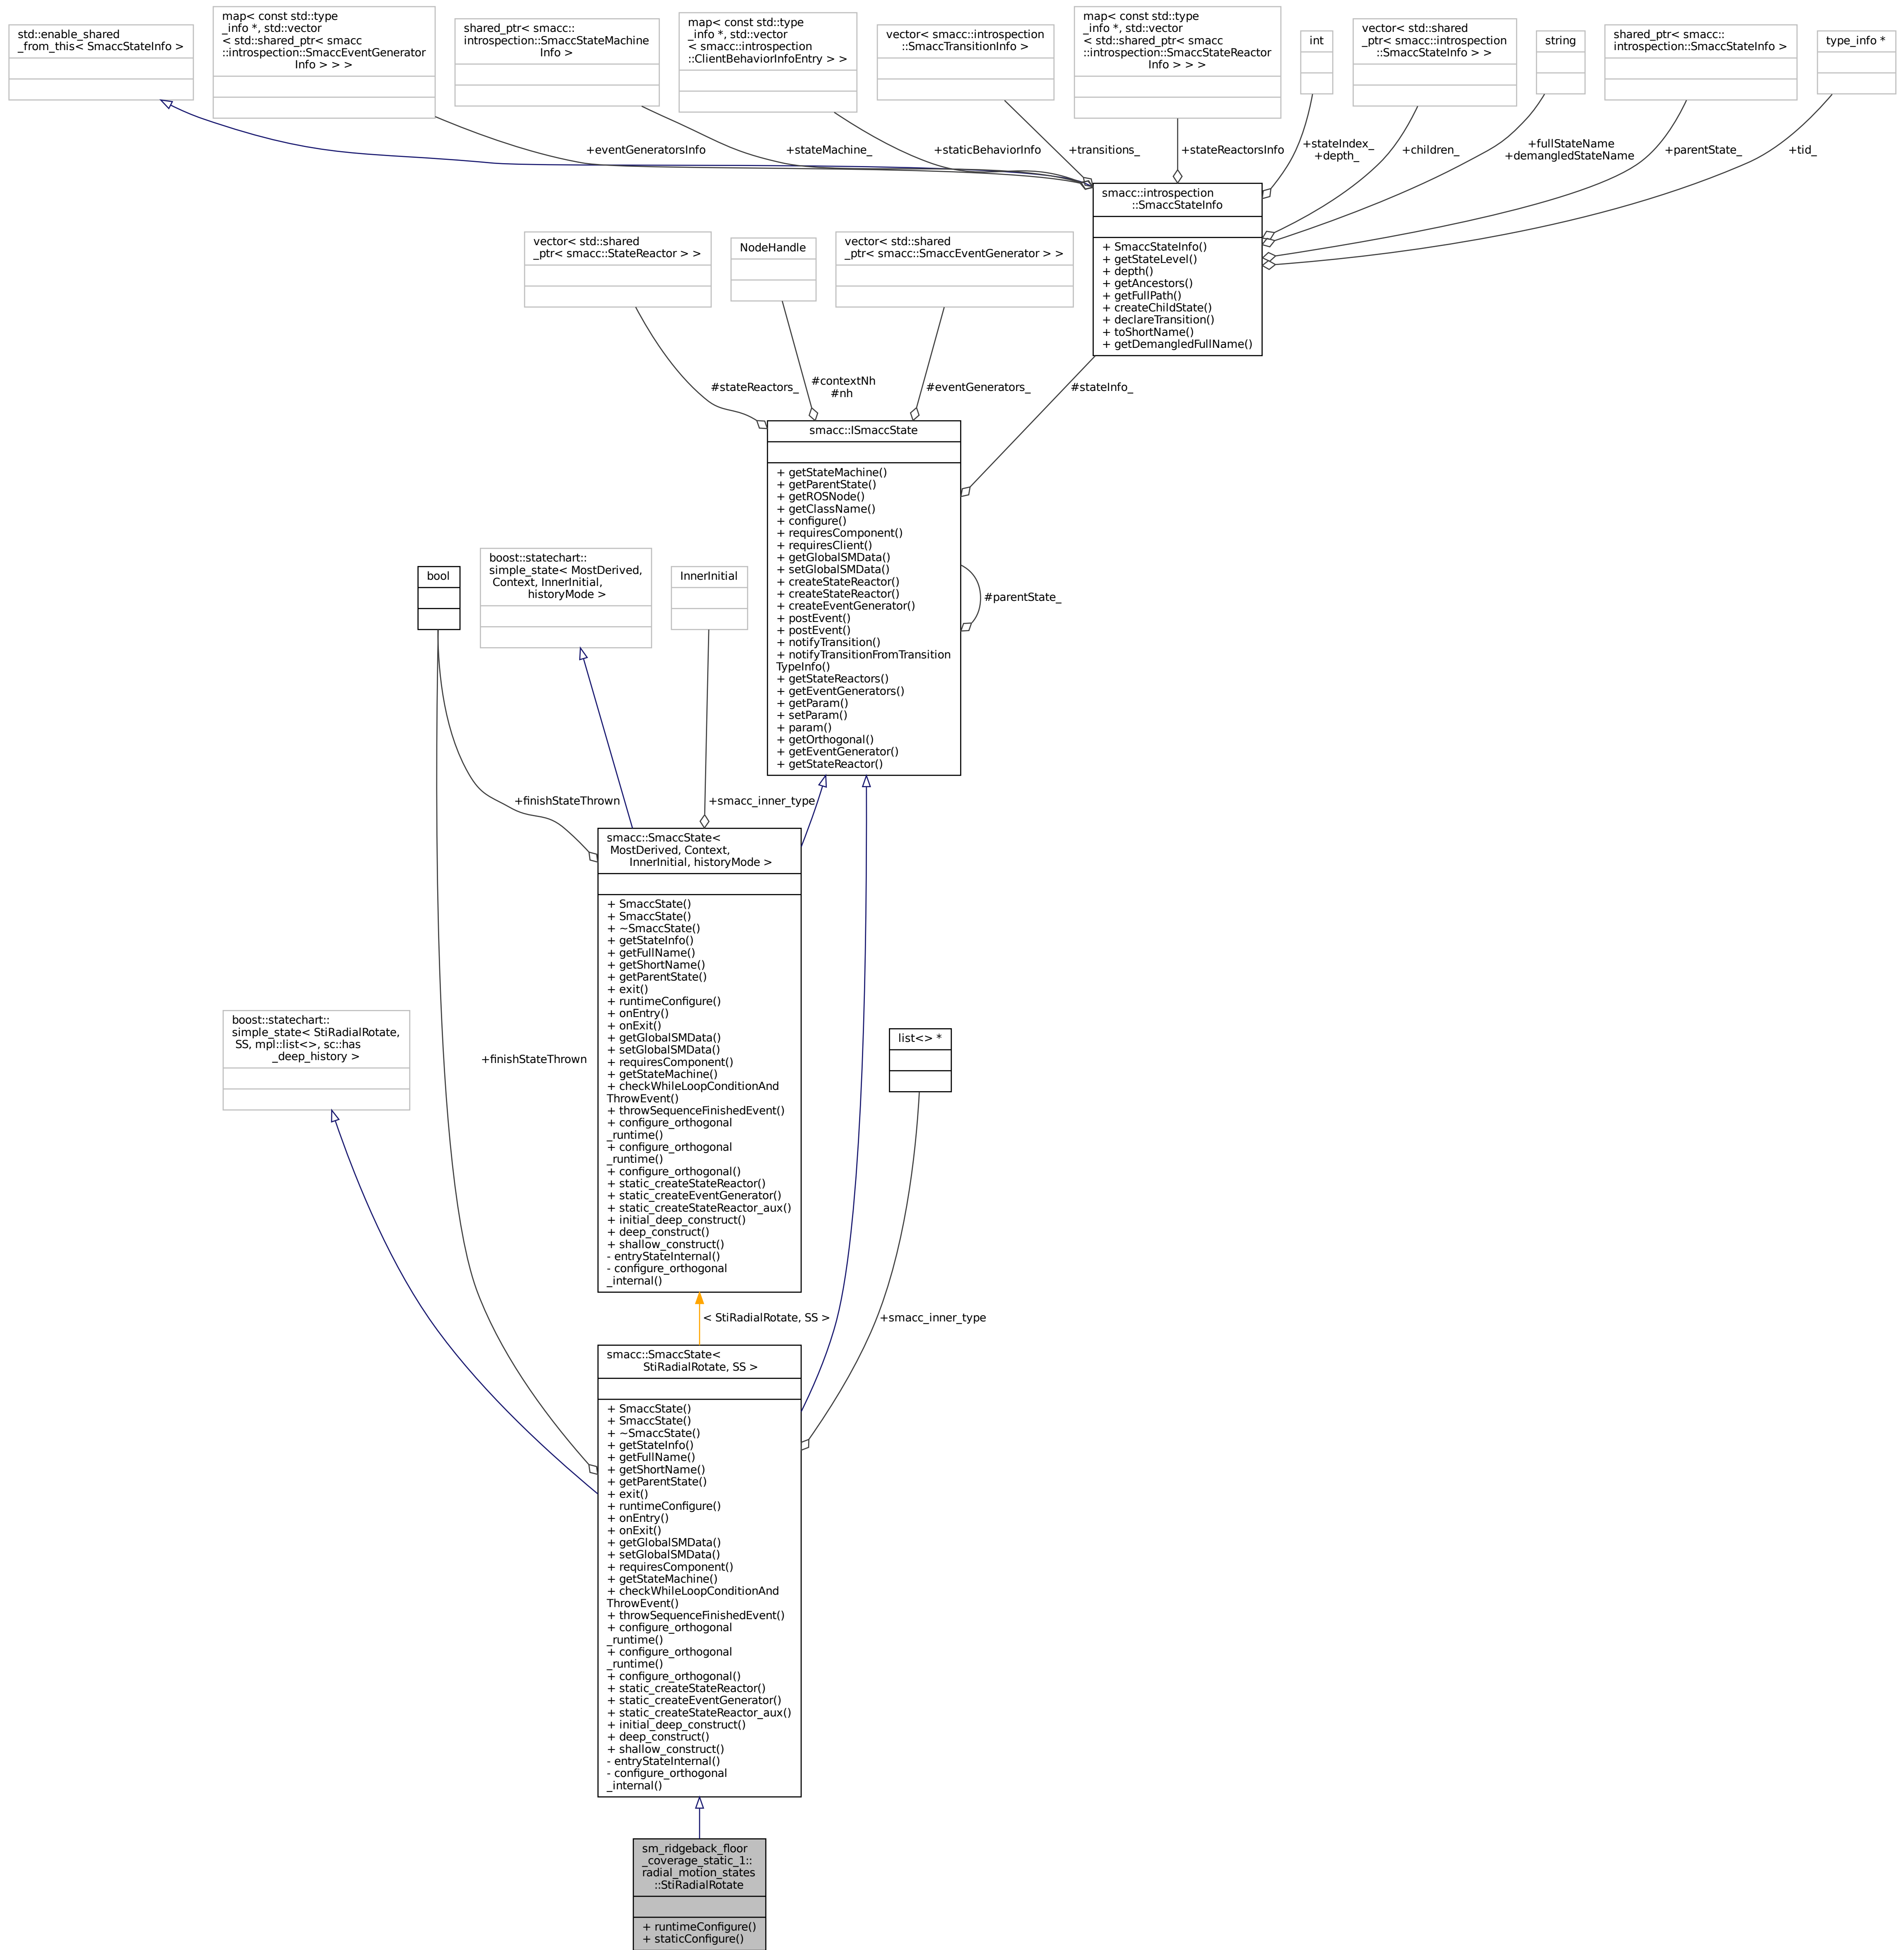 std::enable_shared
_from_this< SmaccStateInfo >
map< const std::type
_info *, std::vector
< std::shared_ptr< smacc
::introspection::SmaccEventGenerator
Info > > >
shared_ptr< smacc::
introspection::SmaccStateMachine
Info >
map< const std::type
_info *, std::vector
< smacc::introspection
::ClientBehaviorInfoEntry > >
vector< smacc::introspection
::SmaccTransitionInfo >
map< const std::type
_info *, std::vector
< std::shared_ptr< smacc
::introspection::SmaccStateReactor
Info > > >
int
vector< std::shared
_ptr< smacc::introspection
::SmaccStateInfo > >
string
shared_ptr< smacc::
introspection::SmaccStateInfo >
type_info *
+eventGeneratorsInfo
+stateMachine_
+staticBehaviorInfo
+transitions_
+stateReactorsInfo
+stateIndex_
+depth_
+children_
+fullStateName
+demangledStateName
+parentState_
+tid_
smacc::introspection
::SmaccStateInfo
+ SmaccStateInfo()
+ getStateLevel()
+ depth()
+ getAncestors()
+ getFullPath()
+ createChildState()
+ declareTransition()
+ toShortName()
+ getDemangledFullName()
vector< std::shared
_ptr< smacc::StateReactor > >
NodeHandle
vector< std::shared
_ptr< smacc::SmaccEventGenerator > >
#stateReactors_
#contextNh
#nh
#eventGenerators_
#stateInfo_
smacc::ISmaccState
+ getStateMachine()
+ getParentState()
+ getROSNode()
+ getClassName()
+ configure()
+ requiresComponent()
+ requiresClient()
+ getGlobalSMData()
+ setGlobalSMData()
+ createStateReactor()
+ createStateReactor()
+ createEventGenerator()
+ postEvent()
+ postEvent()
+ notifyTransition()
+ notifyTransitionFromTransition
TypeInfo()
+ getStateReactors()
+ getEventGenerators()
+ getParam()
+ setParam()
+ param()
+ getOrthogonal()
+ getEventGenerator()
+ getStateReactor()
#parentState_
bool
boost::statechart::
simple_state< MostDerived,
Context, InnerInitial,
historyMode >
InnerInitial
+finishStateThrown
+smacc_inner_type
smacc::SmaccState<
MostDerived, Context,
InnerInitial, historyMode >
+ SmaccState()
+ SmaccState()
+ ~SmaccState()
+ getStateInfo()
+ getFullName()
+ getShortName()
+ getParentState()
+ exit()
+ runtimeConfigure()
+ onEntry()
+ onExit()
+ getGlobalSMData()
+ setGlobalSMData()
+ requiresComponent()
+ getStateMachine()
+ checkWhileLoopConditionAnd
ThrowEvent()
+ throwSequenceFinishedEvent()
+ configure_orthogonal
_runtime()
+ configure_orthogonal
_runtime()
+ configure_orthogonal()
+ static_createStateReactor()
+ static_createEventGenerator()
+ static_createStateReactor_aux()
+ initial_deep_construct()
+ deep_construct()
+ shallow_construct()
- entryStateInternal()
- configure_orthogonal
_internal()
boost::statechart::
simple_state< StiRadialRotate,
SS, mpl::list<>, sc::has
_deep_history >
+finishStateThrown
list<> *
< StiRadialRotate, SS >
+smacc_inner_type
smacc::SmaccState<
StiRadialRotate, SS >
+ SmaccState()
+ SmaccState()
+ ~SmaccState()
+ getStateInfo()
+ getFullName()
+ getShortName()
+ getParentState()
+ exit()
+ runtimeConfigure()
+ onEntry()
+ onExit()
+ getGlobalSMData()
+ setGlobalSMData()
+ requiresComponent()
+ getStateMachine()
+ checkWhileLoopConditionAnd
ThrowEvent()
+ throwSequenceFinishedEvent()
+ configure_orthogonal
_runtime()
+ configure_orthogonal
_runtime()
+ configure_orthogonal()
+ static_createStateReactor()
+ static_createEventGenerator()
+ static_createStateReactor_aux()
+ initial_deep_construct()
+ deep_construct()
+ shallow_construct()
- entryStateInternal()
- configure_orthogonal
_internal()
sm_ridgeback_floor
_coverage_static_1::
radial_motion_states
::StiRadialRotate
+ runtimeConfigure()
+ staticConfigure()